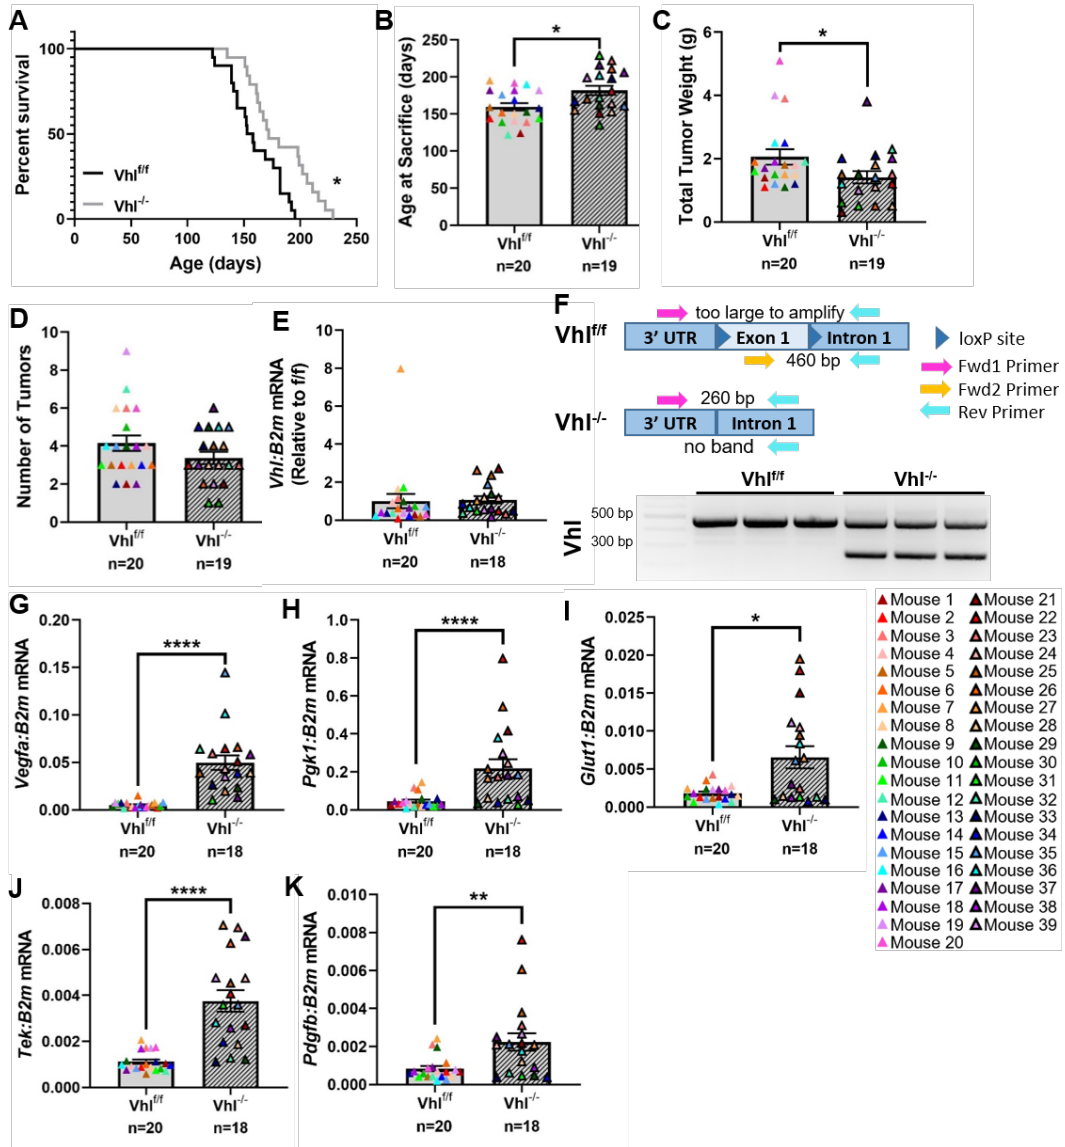 A
Percent survival
100
50
0
Vhl^f/f
Vhl^-/-
*
0 50 100 150 200 250
Age (days)
B
Age at Sacrifice (days)
250
200
150
100
50
0
*
Vhl^f/f
Vhl^-/-
n=20
n=19
C
Total Tumor Weight (g)
6
4
2
0
*
Vhl^f/f
Vhl^-/-
n=20
n=19
D
Number of Tumors
10
8
6
4
2
0
Vhl^f/f
Vhl^-/-
n=20
n=19
E
Vhl:B2m mRNA
(Relative to f/f)
10
8
6
4
2
0
Vhl^f/f
Vhl^-/-
n=20
n=18
F
too large to amplify
Vhl^f/f
3' UTR
Exon 1
Intron 1
460 bp
260 bp
Vhl^-/-
3' UTR
Intron 1
no band
loxP site
Fwd1 Primer
Fwd2 Primer
Rev Primer
Vhl^f/f
Vhl^-/-
Vhl
500 bp
300 bp
G
Vegfa:B2m mRNA
0.20
0.15
0.10
0.05
0.00
****
Vhl^f/f
Vhl^-/-
n=20
n=18
H
Pgk1:B2m mRNA
1.0
0.8
0.6
0.4
0.2
0.0
****
Vhl^f/f
Vhl^-/-
n=20
n=18
I
Glut1:B2m mRNA
0.025
0.020
0.015
0.010
0.005
0.000
*
Vhl^f/f
Vhl^-/-
n=20
n=18
J
Tek:B2m mRNA
0.008
0.006
0.004
0.002
0.000
****
Vhl^f/f
Vhl^-/-
n=20
n=18
K
Pdgfb:B2m mRNA
0.010
0.008
0.006
0.004
0.002
0.000
**
Vhl^f/f
Vhl^-/-
n=20
n=18
Mouse 1
Mouse 2
Mouse 3
Mouse 4
Mouse 5
Mouse 6
Mouse 7
Mouse 8
Mouse 9
Mouse 10
Mouse 11
Mouse 12
Mouse 13
Mouse 14
Mouse 15
Mouse 16
Mouse 17
Mouse 18
Mouse 19
Mouse 20
Mouse 21
Mouse 22
Mouse 23
Mouse 24
Mouse 25
Mouse 26
Mouse 27
Mouse 28
Mouse 29
Mouse 30
Mouse 31
Mouse 32
Mouse 33
Mouse 34
Mouse 35
Mouse 36
Mouse 37
Mouse 38
Mouse 39